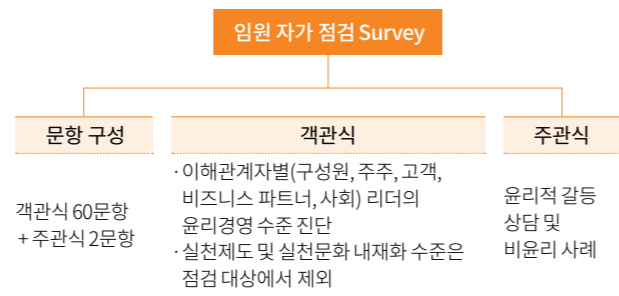 임원 자가 점검 Survey
문항 구성
객관식 60문항
+ 주관식 2문항
객관식
· 이해관계자별(구성원, 주주, 고객,
비즈니스 파트너, 사회) 리더의
윤리경영 수준 진단
· 실천제도 및 실천문화 내재화 수준은
점검 대상에서 제외
주관식
윤리적 갈등
상담 및
비윤리 사례